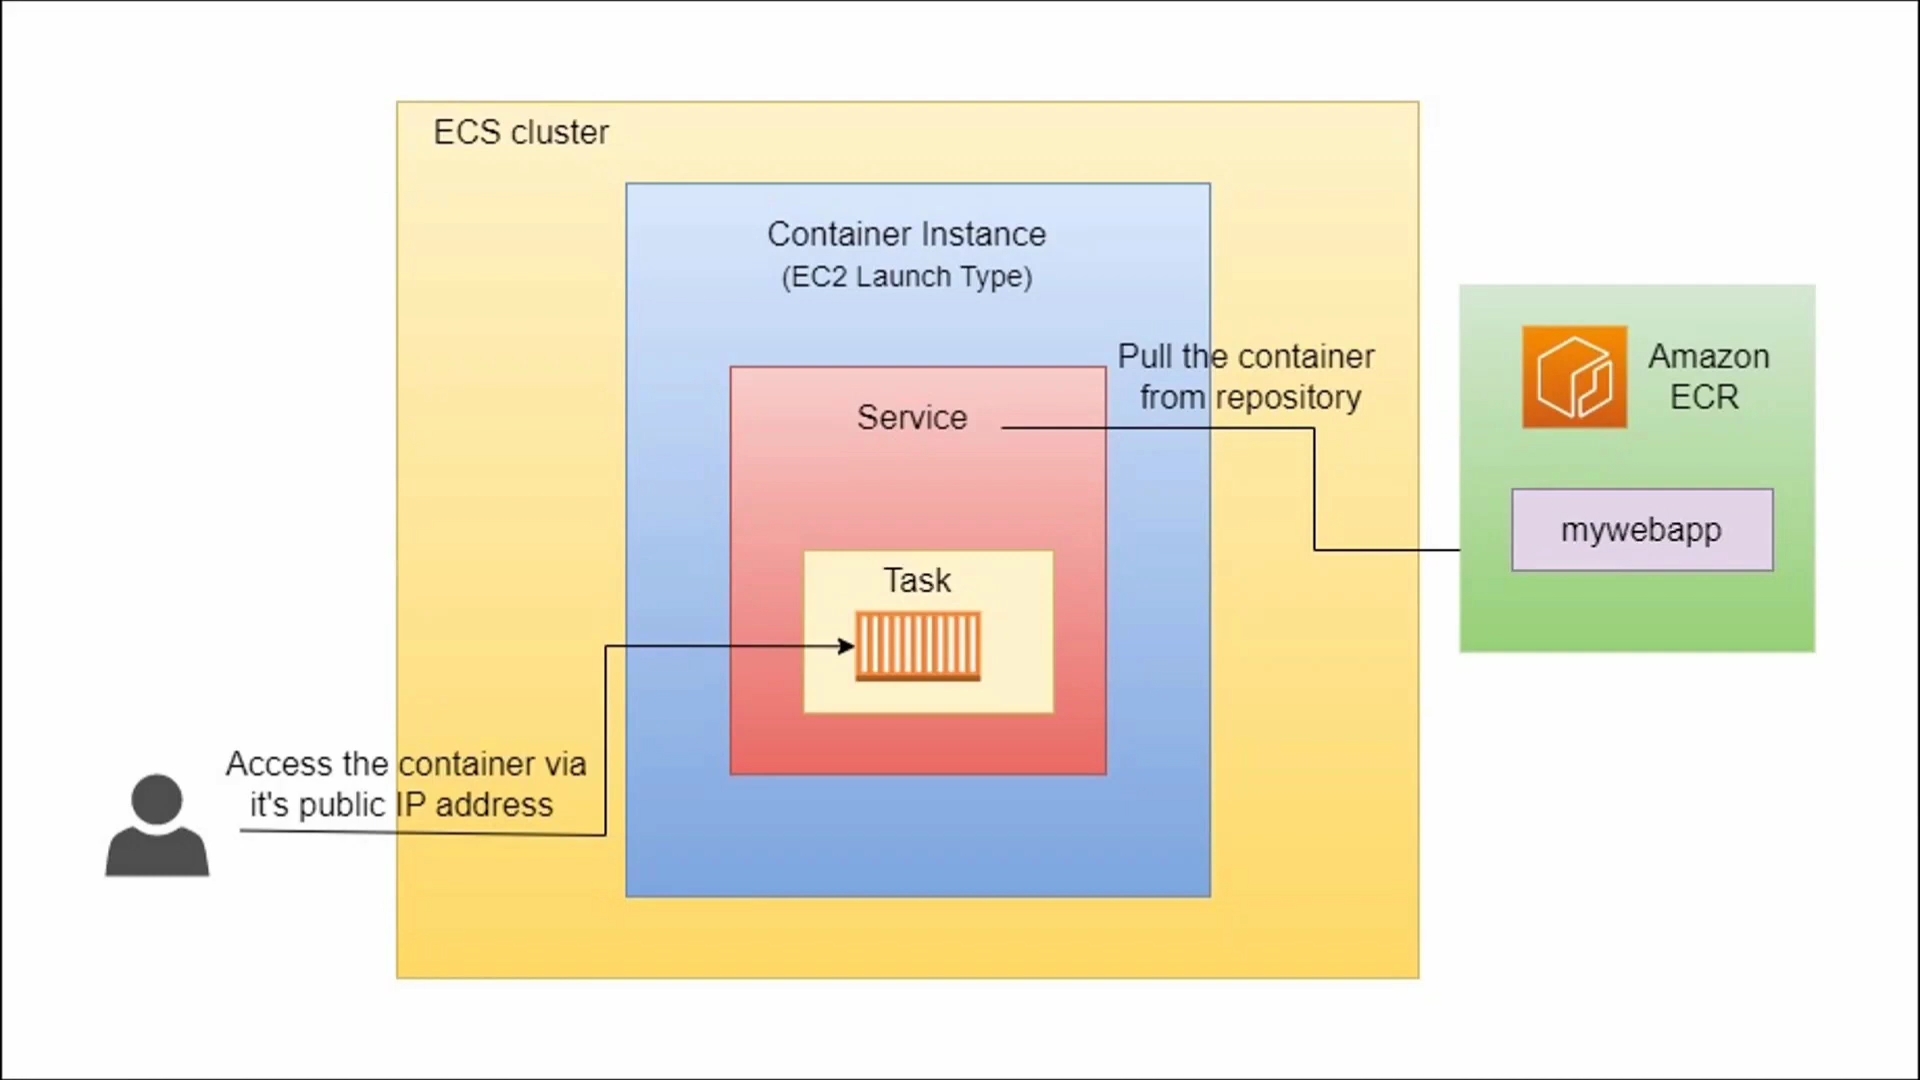 ECS cluster
Container Instance
(EC2 Launch Type)
Pull the container
from repository
Service
Task
Access the container via
it's public IP address
Amazon
ECR
mywebapp